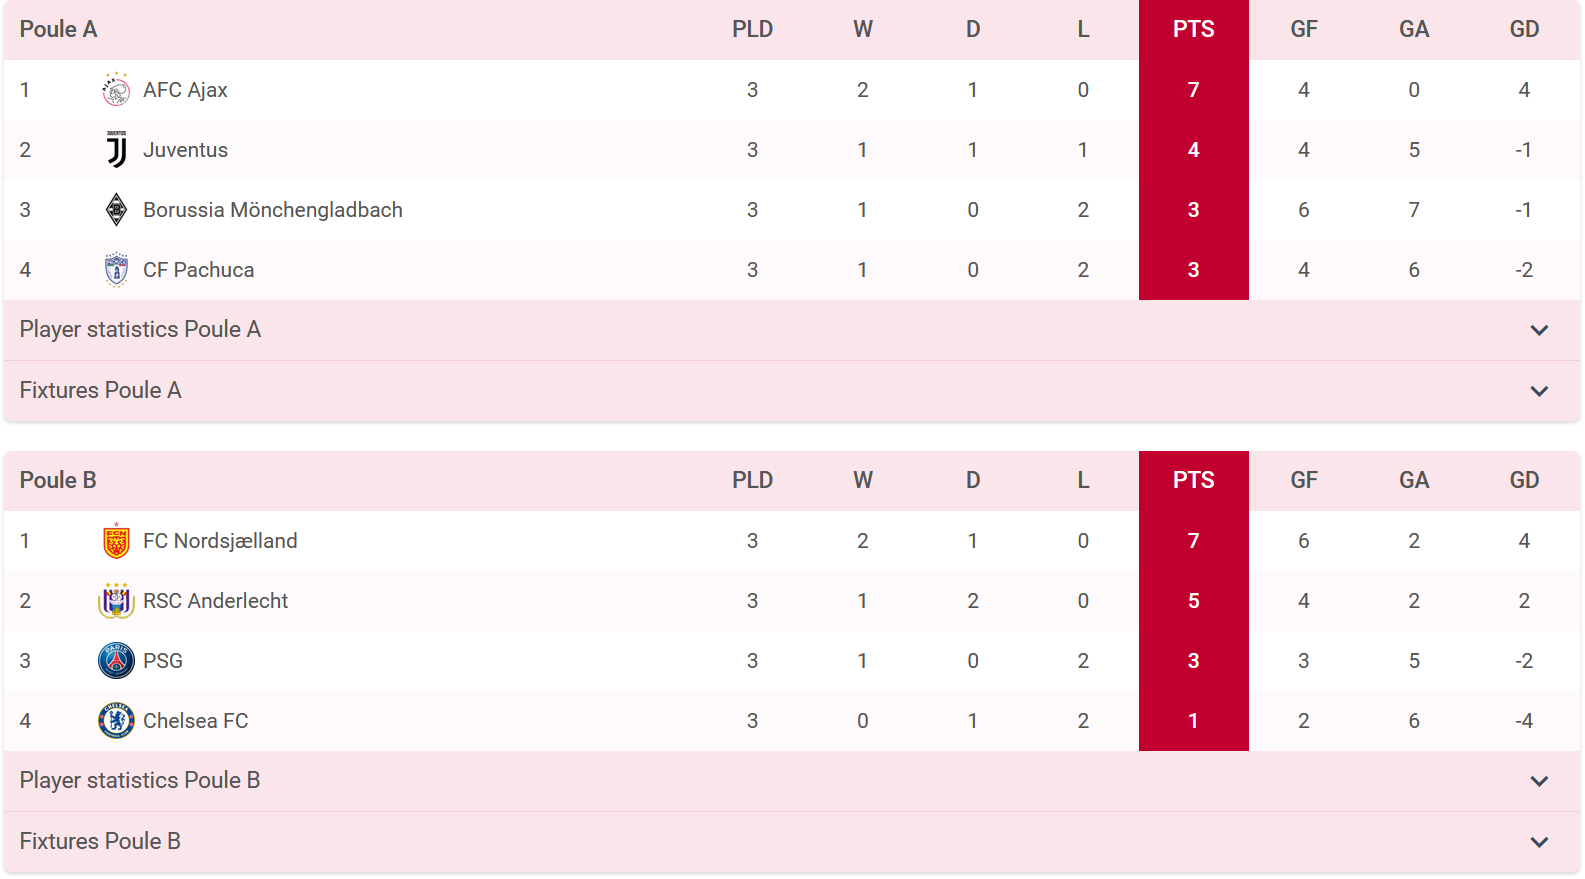 Poule A PLD W D L PTS GF GA GD
1 AFC Ajax 3 2 1 0 7 4 0 4
2 Juventus 3 1 1 1 4 4 5 -1
3 Borussia Mönchengladbach 3 1 0 2 3 6 7 -1
4 CF Pachuca 3 1 0 2 3 4 6 -2
Player statistics Poule A
Fixtures Poule A
Poule B PLD W D L PTS GF GA GD
1 FC Nordsjælland 3 2 1 0 7 6 2 4
2 RSC Anderlecht 3 1 2 0 5 4 2 2
3 PSG 3 1 0 2 3 3 5 -2
4 Chelsea FC 3 0 1 2 1 2 6 -4
Player statistics Poule B
Fixtures Poule B